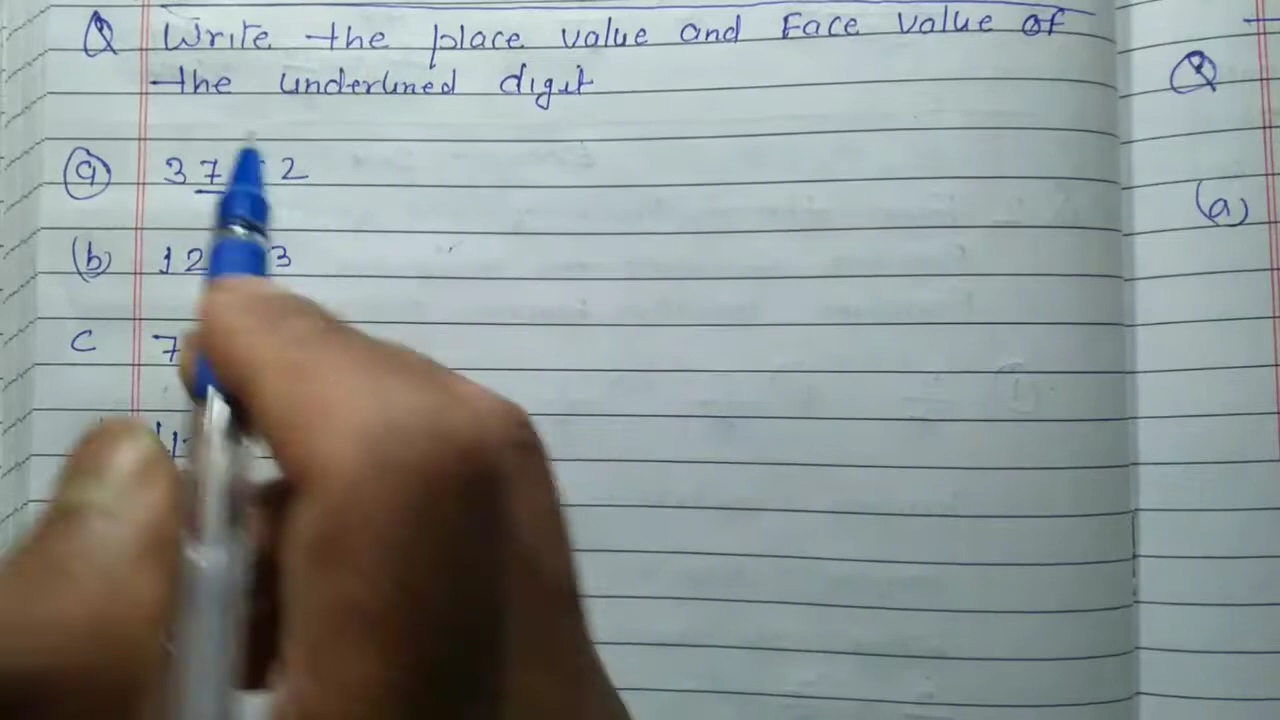 Q Write the place value and Face value of Q
the underlined digit
(a) 37 2 (a)
(b) 12 3
C 7